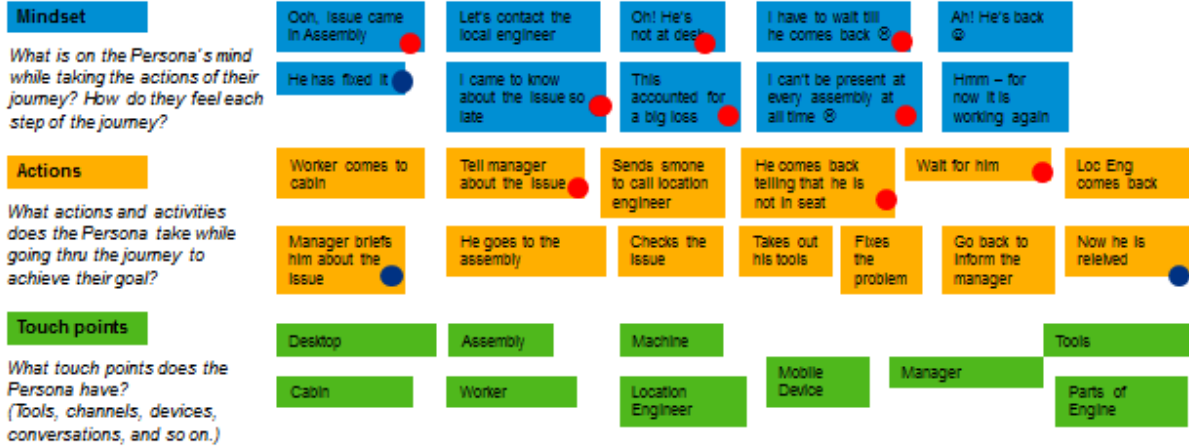 Mindset
What is on the Persona's mind
while taking the actions of their
journey? How do they feel each
step of the journey?
Ooh, issue came
in Assembly
Let's contact the
local engineer
Oh! He's
not at desk
I have to wait till
he comes back ☹
Ah! He's back
☺
He has fixed it
I came to know
about the issue so
late
This
accounted for
a big loss
I can't be present at
every assembly at
all time ☹
Hmm – for
now it is
working again
Actions
What actions and activities
does the Persona take while
going thru the journey to
achieve their goal?
Worker comes to
cabin
Tell manager
about the issue
Sends smone
to call location
engineer
He comes back
telling that he is
not in seat
Wait for him
Loc Eng
comes back
Manager briefs
him about the
issue
He goes to the
assembly
Checks the
issue
Takes out
his tools
Fixes
the
problem
Go back to
inform the
manager
Now he is
releived
Touch points
What touch points does the
Persona have?
(Tools, channels, devices,
conversations, and so on.)
Desktop
Assembly
Machine
Tools
Cabin
Worker
Location
Engineer
Mobile
Device
Manager
Parts of
Engine